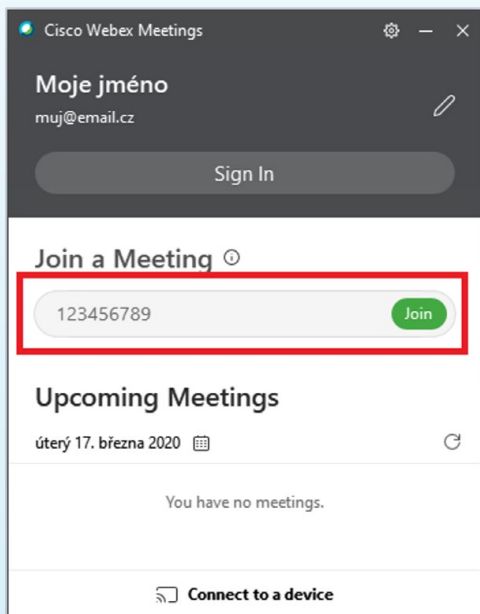 Cisco Webex Meetings
Moje jméno
muj@email.cz
Sign In
Join a Meeting
123456789 Join
Upcoming Meetings
úterý 17. března 2020
You have no meetings.
Connect to a device